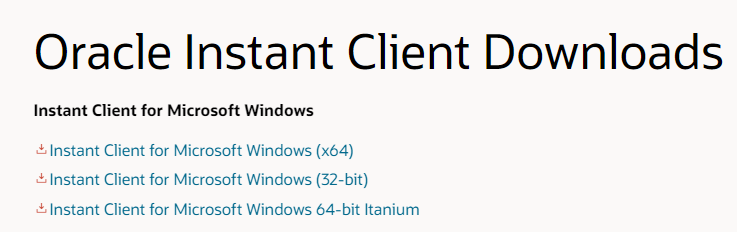 Oracle Instant Client Downloads
Instant Client for Microsoft Windows
Instant Client for Microsoft Windows (x64)
Instant Client for Microsoft Windows (32-bit)
Instant Client for Microsoft Windows 64-bit Itanium